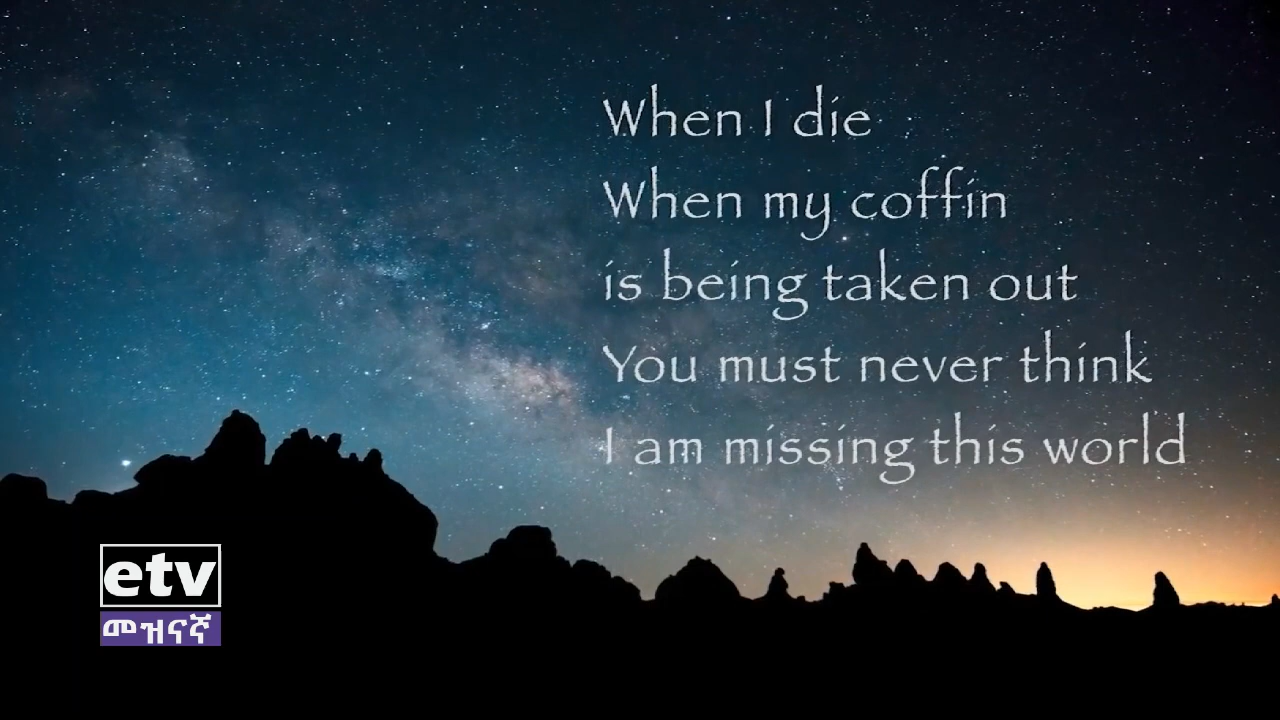 When I die
When my coffin
is being taken out
You must never think
I am missing this world
etv
መዝናኛ